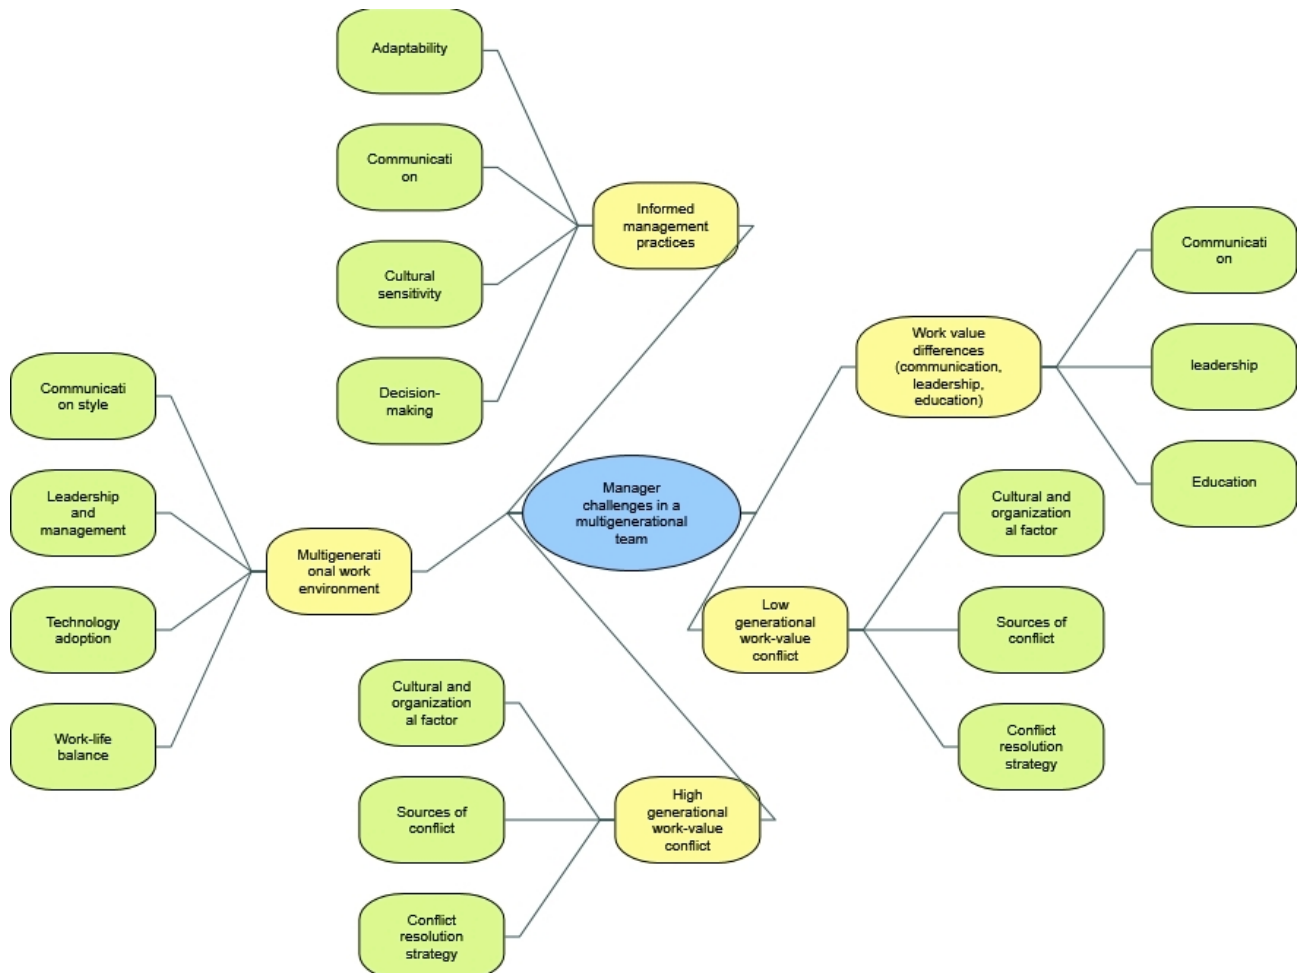 Adaptability
Communicati
on
Cultural
sensitivity
Decision-
making
Informed
management
practices
Communicati
on style
Leadership
and
management
Technology
adoption
Work-life
balance
Multigenerati
onal work
environment
Manager
challenges in a
multigenerational
team
Work value
differences
(communication,
leadership,
education)
Communicati
on
leadership
Education
Low
generational
work-value
conflict
Cultural and
organization
al factor
Sources of
conflict
Conflict
resolution
strategy
Cultural and
organization
al factor
Sources of
conflict
Conflict
resolution
strategy
High
generational
work-value
conflict